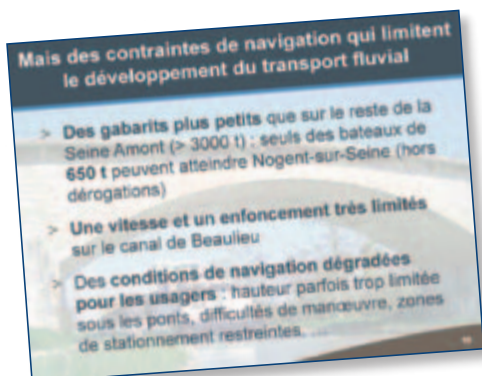 Mais des contraintes de navigation qui limitent
le développement du transport fluvial
> Des gabarits plus petits que sur le reste de la
Seine Amont (> 3000 t) : seuls des bateaux de
650 t peuvent atteindre Nogent-sur-Seine (hors
dérogations)
> Une vitesse et un enfoncement très limités
sur le canal de Beaulieu
> Des conditions de navigation dégradées
pour les usagers : hauteur parfois trop limitée
sous les ponts, difficultés de manœuvre, zones
de stationnement restreintes, ...